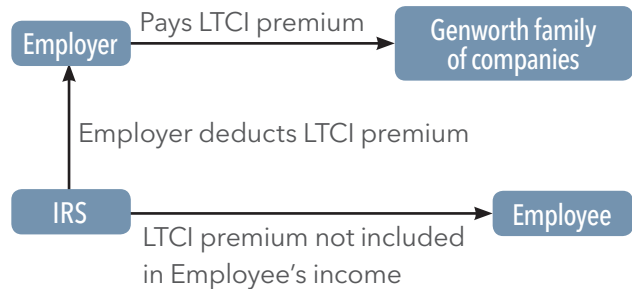 Employer
Pays LTCI premium
Genworth family
of companies
Employer deducts LTCI premium
IRS
Employee
LTCI premium not included
in Employee’s income